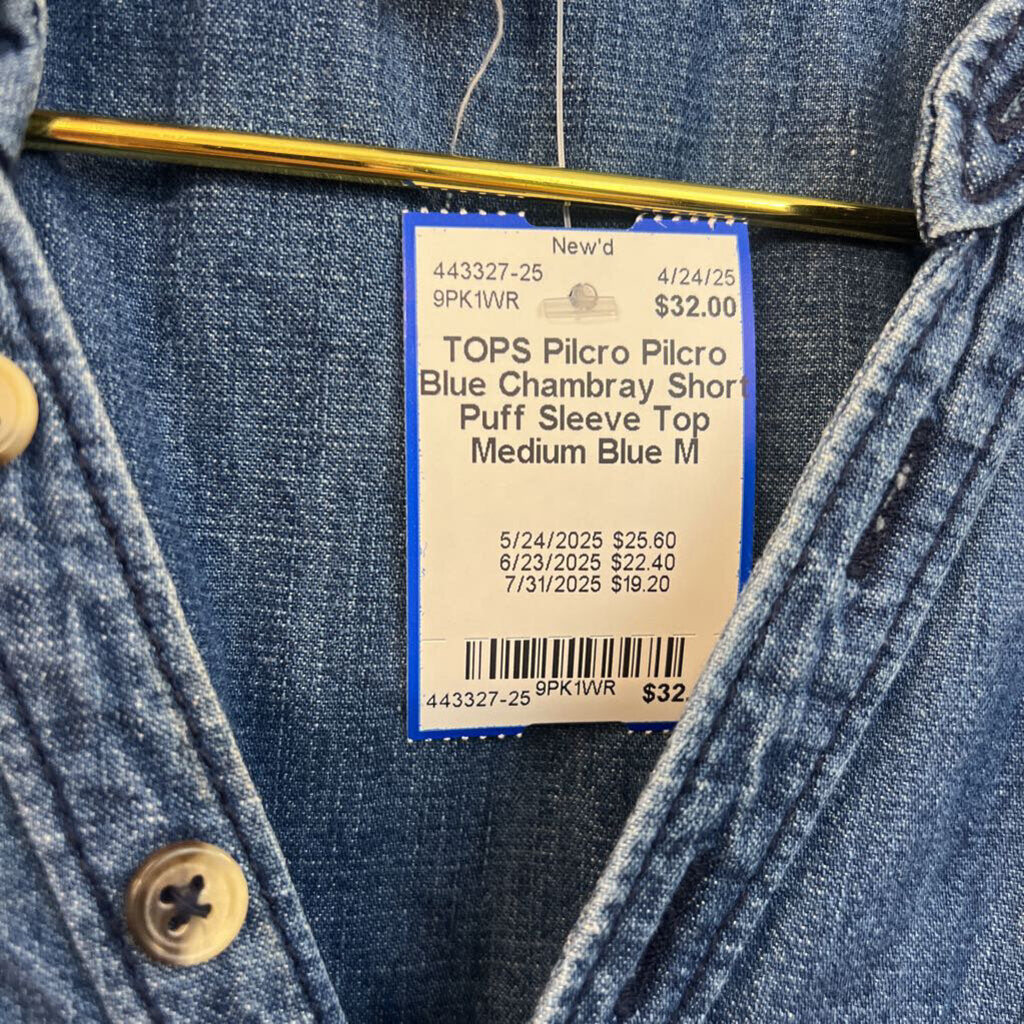 New'd
443327-25 4/24/25
9PK1WR $32.00
TOPS Pilcro Pilcro
Blue Chambray Short
Puff Sleeve Top
Medium Blue M
5/24/2025 $25.60
6/23/2025 $22.40
7/31/2025 $19.20
443327-25 9PK1WR $32.